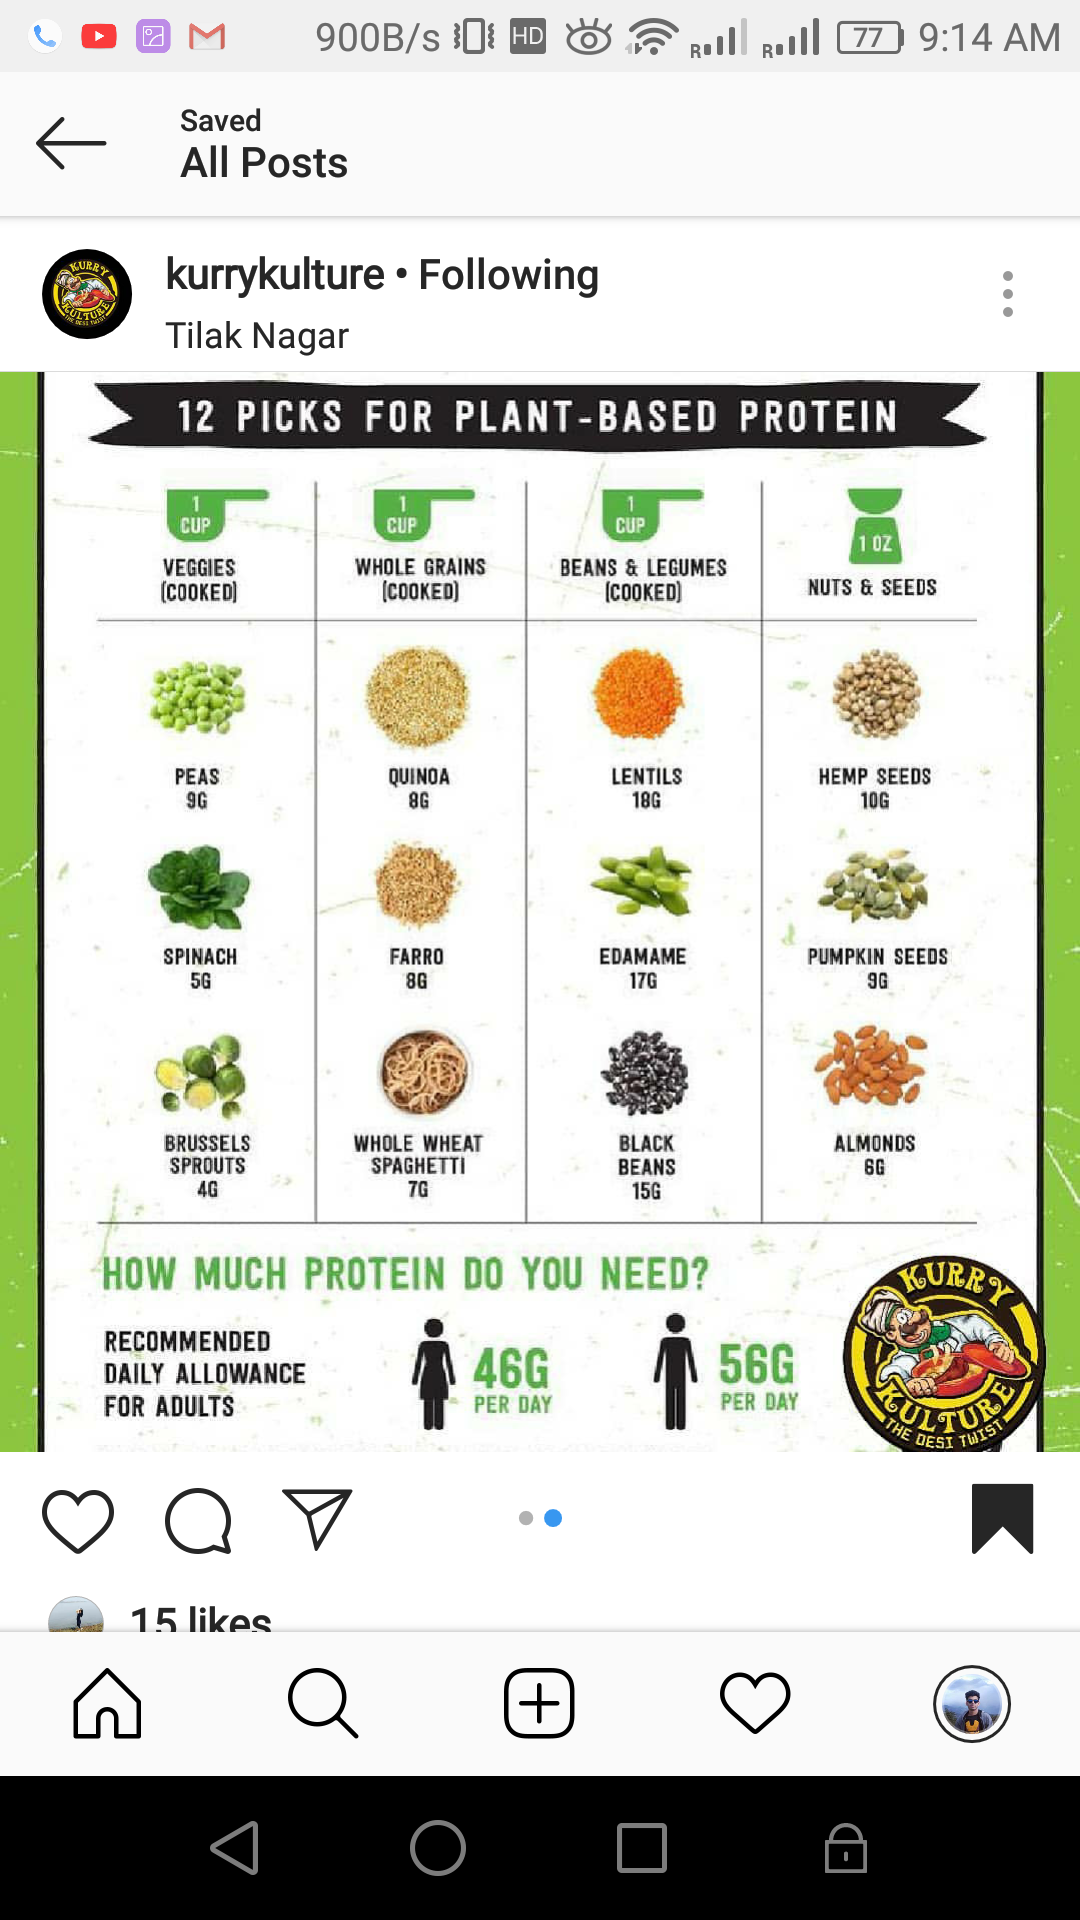 900B/s HD 77 9:14 AM
Saved
All Posts
kurrykulture • Following
Tilak Nagar
12 PICKS FOR PLANT-BASED PROTEIN
1 CUP
VEGGIES
(COOKED)
1 CUP
WHOLE GRAINS
(COOKED)
1 CUP
BEANS & LEGUMES
(COOKED)
1 OZ
NUTS & SEEDS
PEAS
9G
QUINOA
8G
LENTILS
18G
HEMP SEEDS
10G
SPINACH
5G
FARRO
8G
EDAMAME
17G
PUMPKIN SEEDS
9G
BRUSSELS
SPROUTS
4G
WHOLE WHEAT
SPAGHETTI
7G
BLACK
BEANS
15G
ALMONDS
6G
HOW MUCH PROTEIN DO YOU NEED?
RECOMMENDED
DAILY ALLOWANCE
FOR ADULTS
46G
PER DAY
56G
PER DAY
KURRY
KULTURE
THE DESI TWIST
15 likes